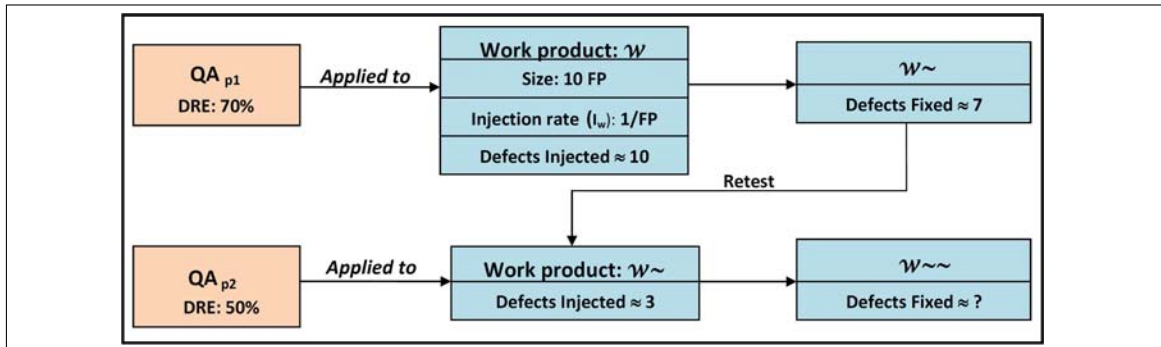 QA p1
DRE: 70%
Applied to
Work product: 𝒲
Size: 10 FP
Injection rate (Iw): 1/FP
Defects Injected ≈ 10
𝒲~
Defects Fixed ≈ 7
Retest
QA p2
DRE: 50%
Applied to
Work product: 𝒲~
Defects Injected ≈ 3
𝒲~~
Defects Fixed ≈ ?